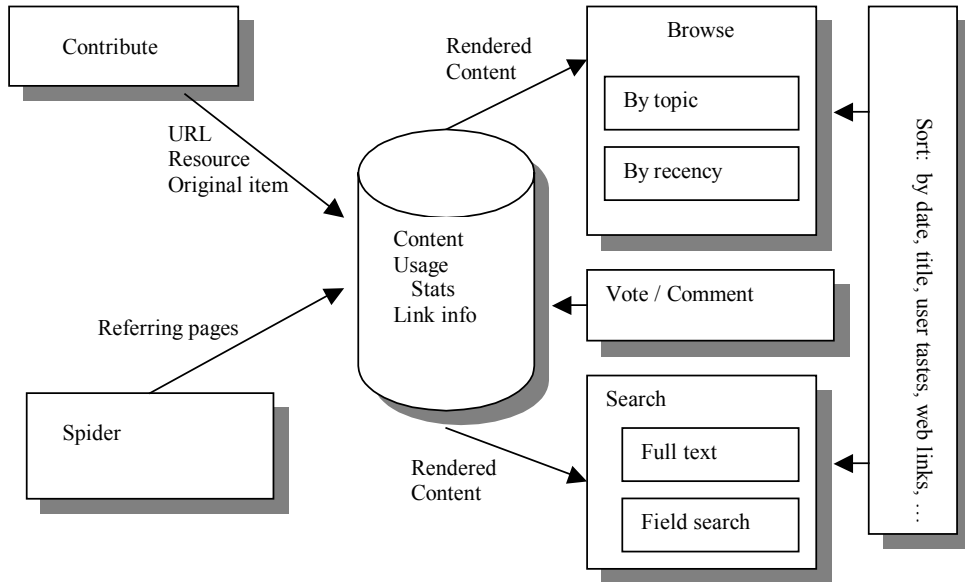 Contribute
URL
Resource
Original item
Rendered
Content
Browse
By topic
By recency
Content
Usage
Stats
Link info
Vote / Comment
Referring pages
Spider
Rendered
Content
Search
Full text
Field search
Sort:  by date, title, user tastes, web links, …